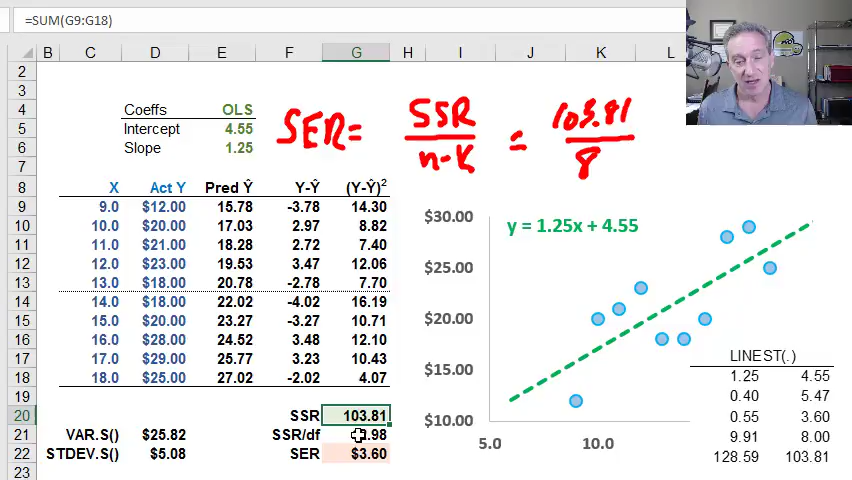 =SUM(G9:G18)
B C D E F G H I J K L
2
3
4 Coeffs OLS
5 Intercept 4.55
6 Slope 1.25
7
8 X Act Y Pred Ŷ Y-Ŷ (Y-Ŷ)²
9 9.0 $12.00 15.78 -3.78 14.30
10 10.0 $20.00 17.03 2.97 8.82
11 11.0 $21.00 18.28 2.72 7.40
12 12.0 $23.00 19.53 3.47 12.06
13 13.0 $18.00 20.78 -2.78 7.70
14 14.0 $18.00 22.02 -4.02 16.19
15 15.0 $20.00 23.27 -3.27 10.71
16 16.0 $28.00 24.52 3.48 12.10
17 17.0 $29.00 25.77 3.23 10.43
18 18.0 $25.00 27.02 -2.02 4.07
19
20 SSR 103.81
21 VAR.S() $25.82 SSR/df .98
22 STDEV.S() $5.08 SER $3.60
23
SER = SSR / n-k = 103.81 / 8
y = 1.25x + 4.55
$30.00
$25.00
$20.00
$15.00
$10.00
5.0 10.0
LINEST(.)
1.25 4.55
0.40 5.47
0.55 3.60
9.91 8.00
128.59 103.81